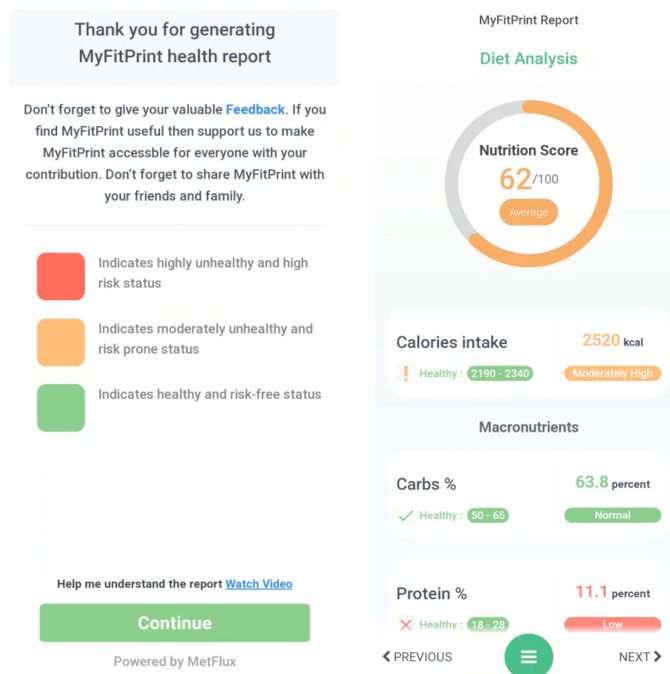 Thank you for generating
MyFitPrint health report
Don't forget to give your valuable Feedback. If you
find MyFitPrint useful then support us to make
MyFitPrint accessble for everyone with your
contribution. Don't forget to share MyFitPrint with
your friends and family.
Indicates highly unhealthy and high
risk status
Indicates moderately unhealthy and
risk prone status
Indicates healthy and risk-free status
Help me understand the report Watch Video
Continue
Powered by MetFlux
MyFitPrint Report
Diet Analysis
Nutrition Score
62/100
Average
Calories intake
2520 kcal
! Healthy : 2190 - 2340
Moderately High
Macronutrients
Carbs %
63.8 percent
Healthy : 50 - 65
Normal
Protein %
11.1 percent
Healthy : 18 - 28
Low
PREVIOUS
NEXT